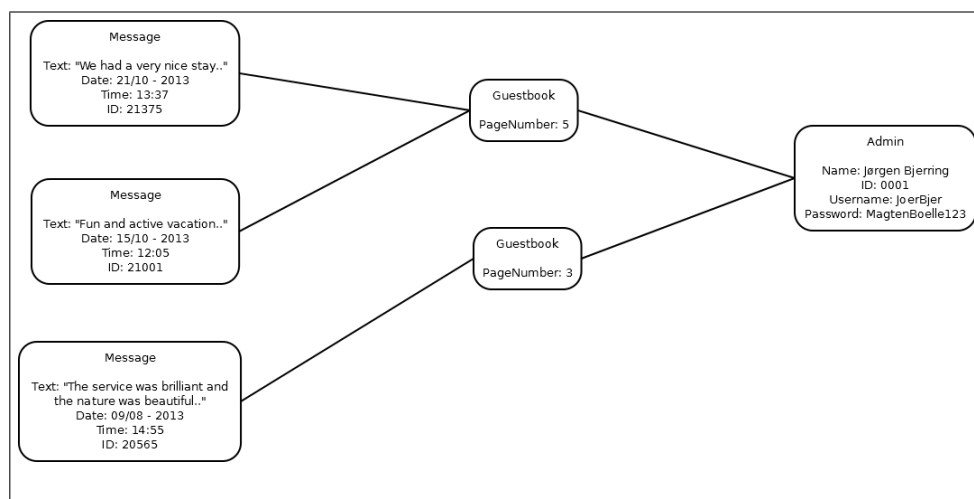 Message
Text: "We had a very nice stay.."
Date: 21/10 - 2013
Time: 13:37
ID: 21375
Message
Text: "Fun and active vacation.."
Date: 15/10 - 2013
Time: 12:05
ID: 21001
Message
Text: "The service was brilliant and
the nature was beautiful.."
Date: 09/08 - 2013
Time: 14:55
ID: 20565
Guestbook
PageNumber: 5
Guestbook
PageNumber: 3
Admin
Name: Jørgen Bjerring
ID: 0001
Username: JoerBjer
Password: MagtenBoelle123